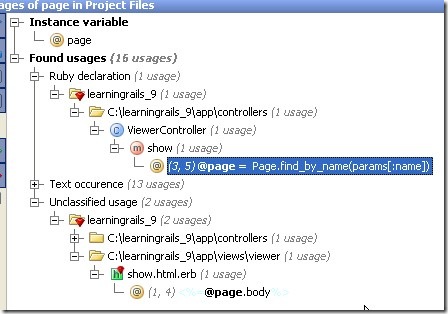 ages of page in Project Files
Instance variable
page
Found usages (16 usages)
Ruby declaration (1 usage)
learningrails_9 (1 usage)
C:\learningrails_9\app\controllers (1 usage)
ViewerController (1 usage)
show (1 usage)
(3, 5) @page = Page.find_by_name(params[:name])
Text occurence (13 usages)
Unclassified usage (2 usages)
learningrails_9 (2 usages)
C:\learningrails_9\app\controllers (1 usage)
C:\learningrails_9\app\views\viewer (1 usage)
show.html.erb (1 usage)
(1, 4) <%= @page.body %>